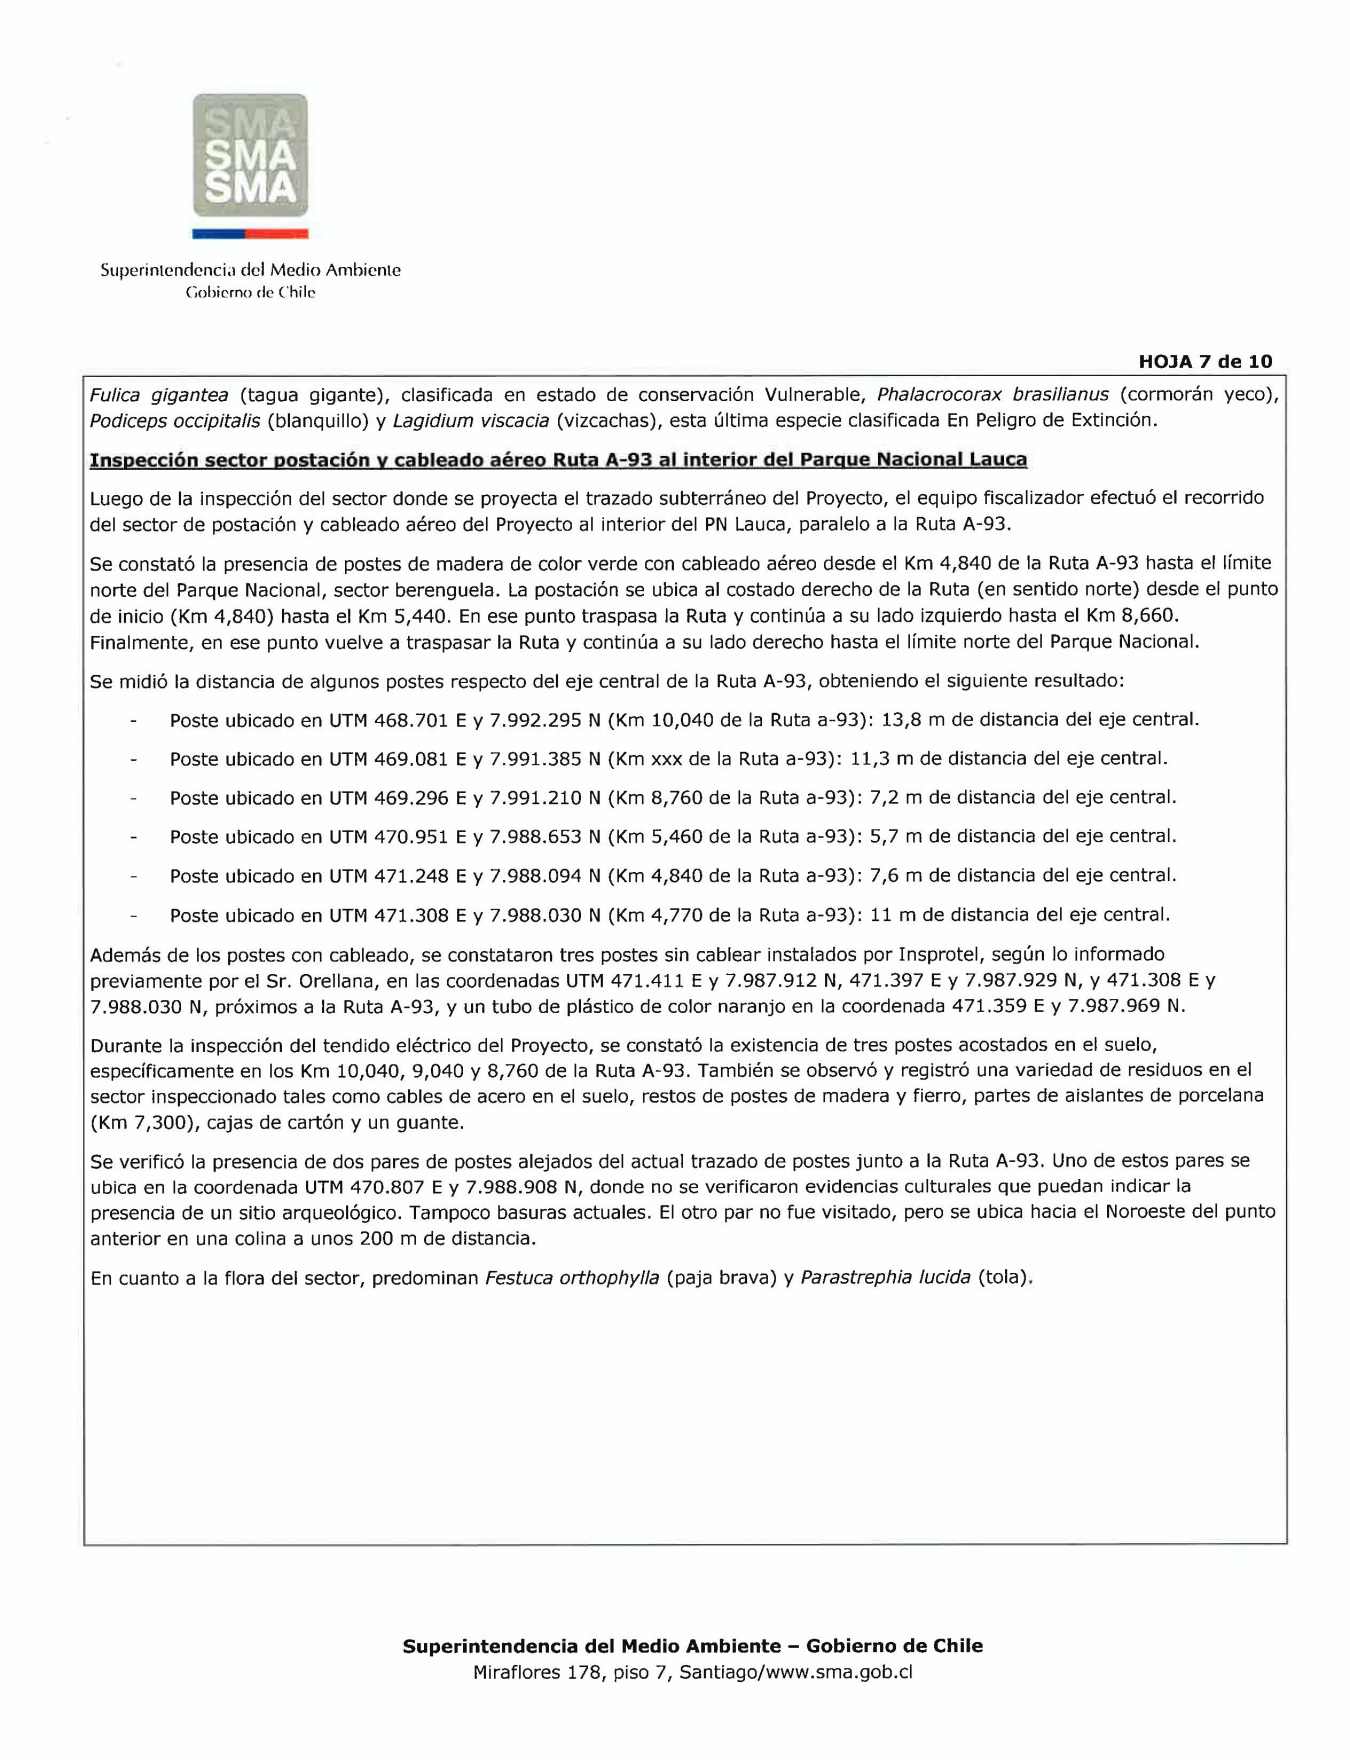 SMA
SMA
SMA
Superintendencia del Medio Ambiente
Gobierno de Chile
HOJA 7 de 10
Fulica gigantea (tagua gigante), clasificada en estado de conservación Vulnerable, Phalacrocorax brasilianus (cormorán yeco),
Podiceps occipitalis (blanquillo) y Lagidium viscacia (vizcachas), esta última especie clasificada En Peligro de Extinción.
Inspección sector postación y cableado aéreo Ruta A-93 al interior del Parque Nacional Lauca
Luego de la inspección del sector donde se proyecta el trazado subterráneo del Proyecto, el equipo fiscalizador efectuó el recorrido
del sector de postación y cableado aéreo del Proyecto al interior del PN Lauca, paralelo a la Ruta A-93.
Se constató la presencia de postes de madera de color verde con cableado aéreo desde el Km 4,840 de la Ruta A-93 hasta el límite
norte del Parque Nacional, sector berenguela. La postación se ubica al costado derecho de la Ruta (en sentido norte) desde el punto
de inicio (Km 4,840) hasta el Km 5,440. En ese punto traspasa la Ruta y continúa a su lado izquierdo hasta el Km 8,660.
Finalmente, en ese punto vuelve a traspasar la Ruta y continúa a su lado derecho hasta el límite norte del Parque Nacional.
Se midió la distancia de algunos postes respecto del eje central de la Ruta A-93, obteniendo el siguiente resultado:
- Poste ubicado en UTM 468.701 E y 7.992.295 N (Km 10,040 de la Ruta a-93): 13,8 m de distancia del eje central.
- Poste ubicado en UTM 469.081 E y 7.991.385 N (Km xxx de la Ruta a-93): 11,3 m de distancia del eje central.
- Poste ubicado en UTM 469.296 E y 7.991.210 N (Km 8,760 de la Ruta a-93): 7,2 m de distancia del eje central.
- Poste ubicado en UTM 470.951 E y 7.988.653 N (Km 5,460 de la Ruta a-93): 5,7 m de distancia del eje central.
- Poste ubicado en UTM 471.248 E y 7.988.094 N (Km 4,840 de la Ruta a-93): 7,6 m de distancia del eje central.
- Poste ubicado en UTM 471.308 E y 7.988.030 N (Km 4,770 de la Ruta a-93): 11 m de distancia del eje central.
Además de los postes con cableado, se constataron tres postes sin cablear instalados por Insprotel, según lo informado
previamente por el Sr. Orellana, en las coordenadas UTM 471.411 E y 7.987.912 N, 471.397 E y 7.987.929 N, y 471.308 E y
7.988.030 N, próximos a la Ruta A-93, y un tubo de plástico de color naranjo en la coordenada 471.359 E y 7.987.969 N.
Durante la inspección del tendido eléctrico del Proyecto, se constató la existencia de tres postes acostados en el suelo,
específicamente en los Km 10,040, 9,040 y 8,760 de la Ruta A-93. También se observó y registró una variedad de residuos en el
sector inspeccionado tales como cables de acero en el suelo, restos de postes de madera y fierro, partes de aislantes de porcelana
(Km 7,300), cajas de cartón y un guante.
Se verificó la presencia de dos pares de postes alejados del actual trazado de postes junto a la Ruta A-93. Uno de estos pares se
ubica en la coordenada UTM 470.807 E y 7.988.908 N, donde no se verificaron evidencias culturales que puedan indicar la
presencia de un sitio arqueológico. Tampoco basuras actuales. El otro par no fue visitado, pero se ubica hacia el Noroeste del punto
anterior en una colina a unos 200 m de distancia.
En cuanto a la flora del sector, predominan Festuca orthophylla (paja brava) y Parastrephia lucida (tola).
Superintendencia del Medio Ambiente – Gobierno de Chile
Miraflores 178, piso 7, Santiago/www.sma.gob.cl